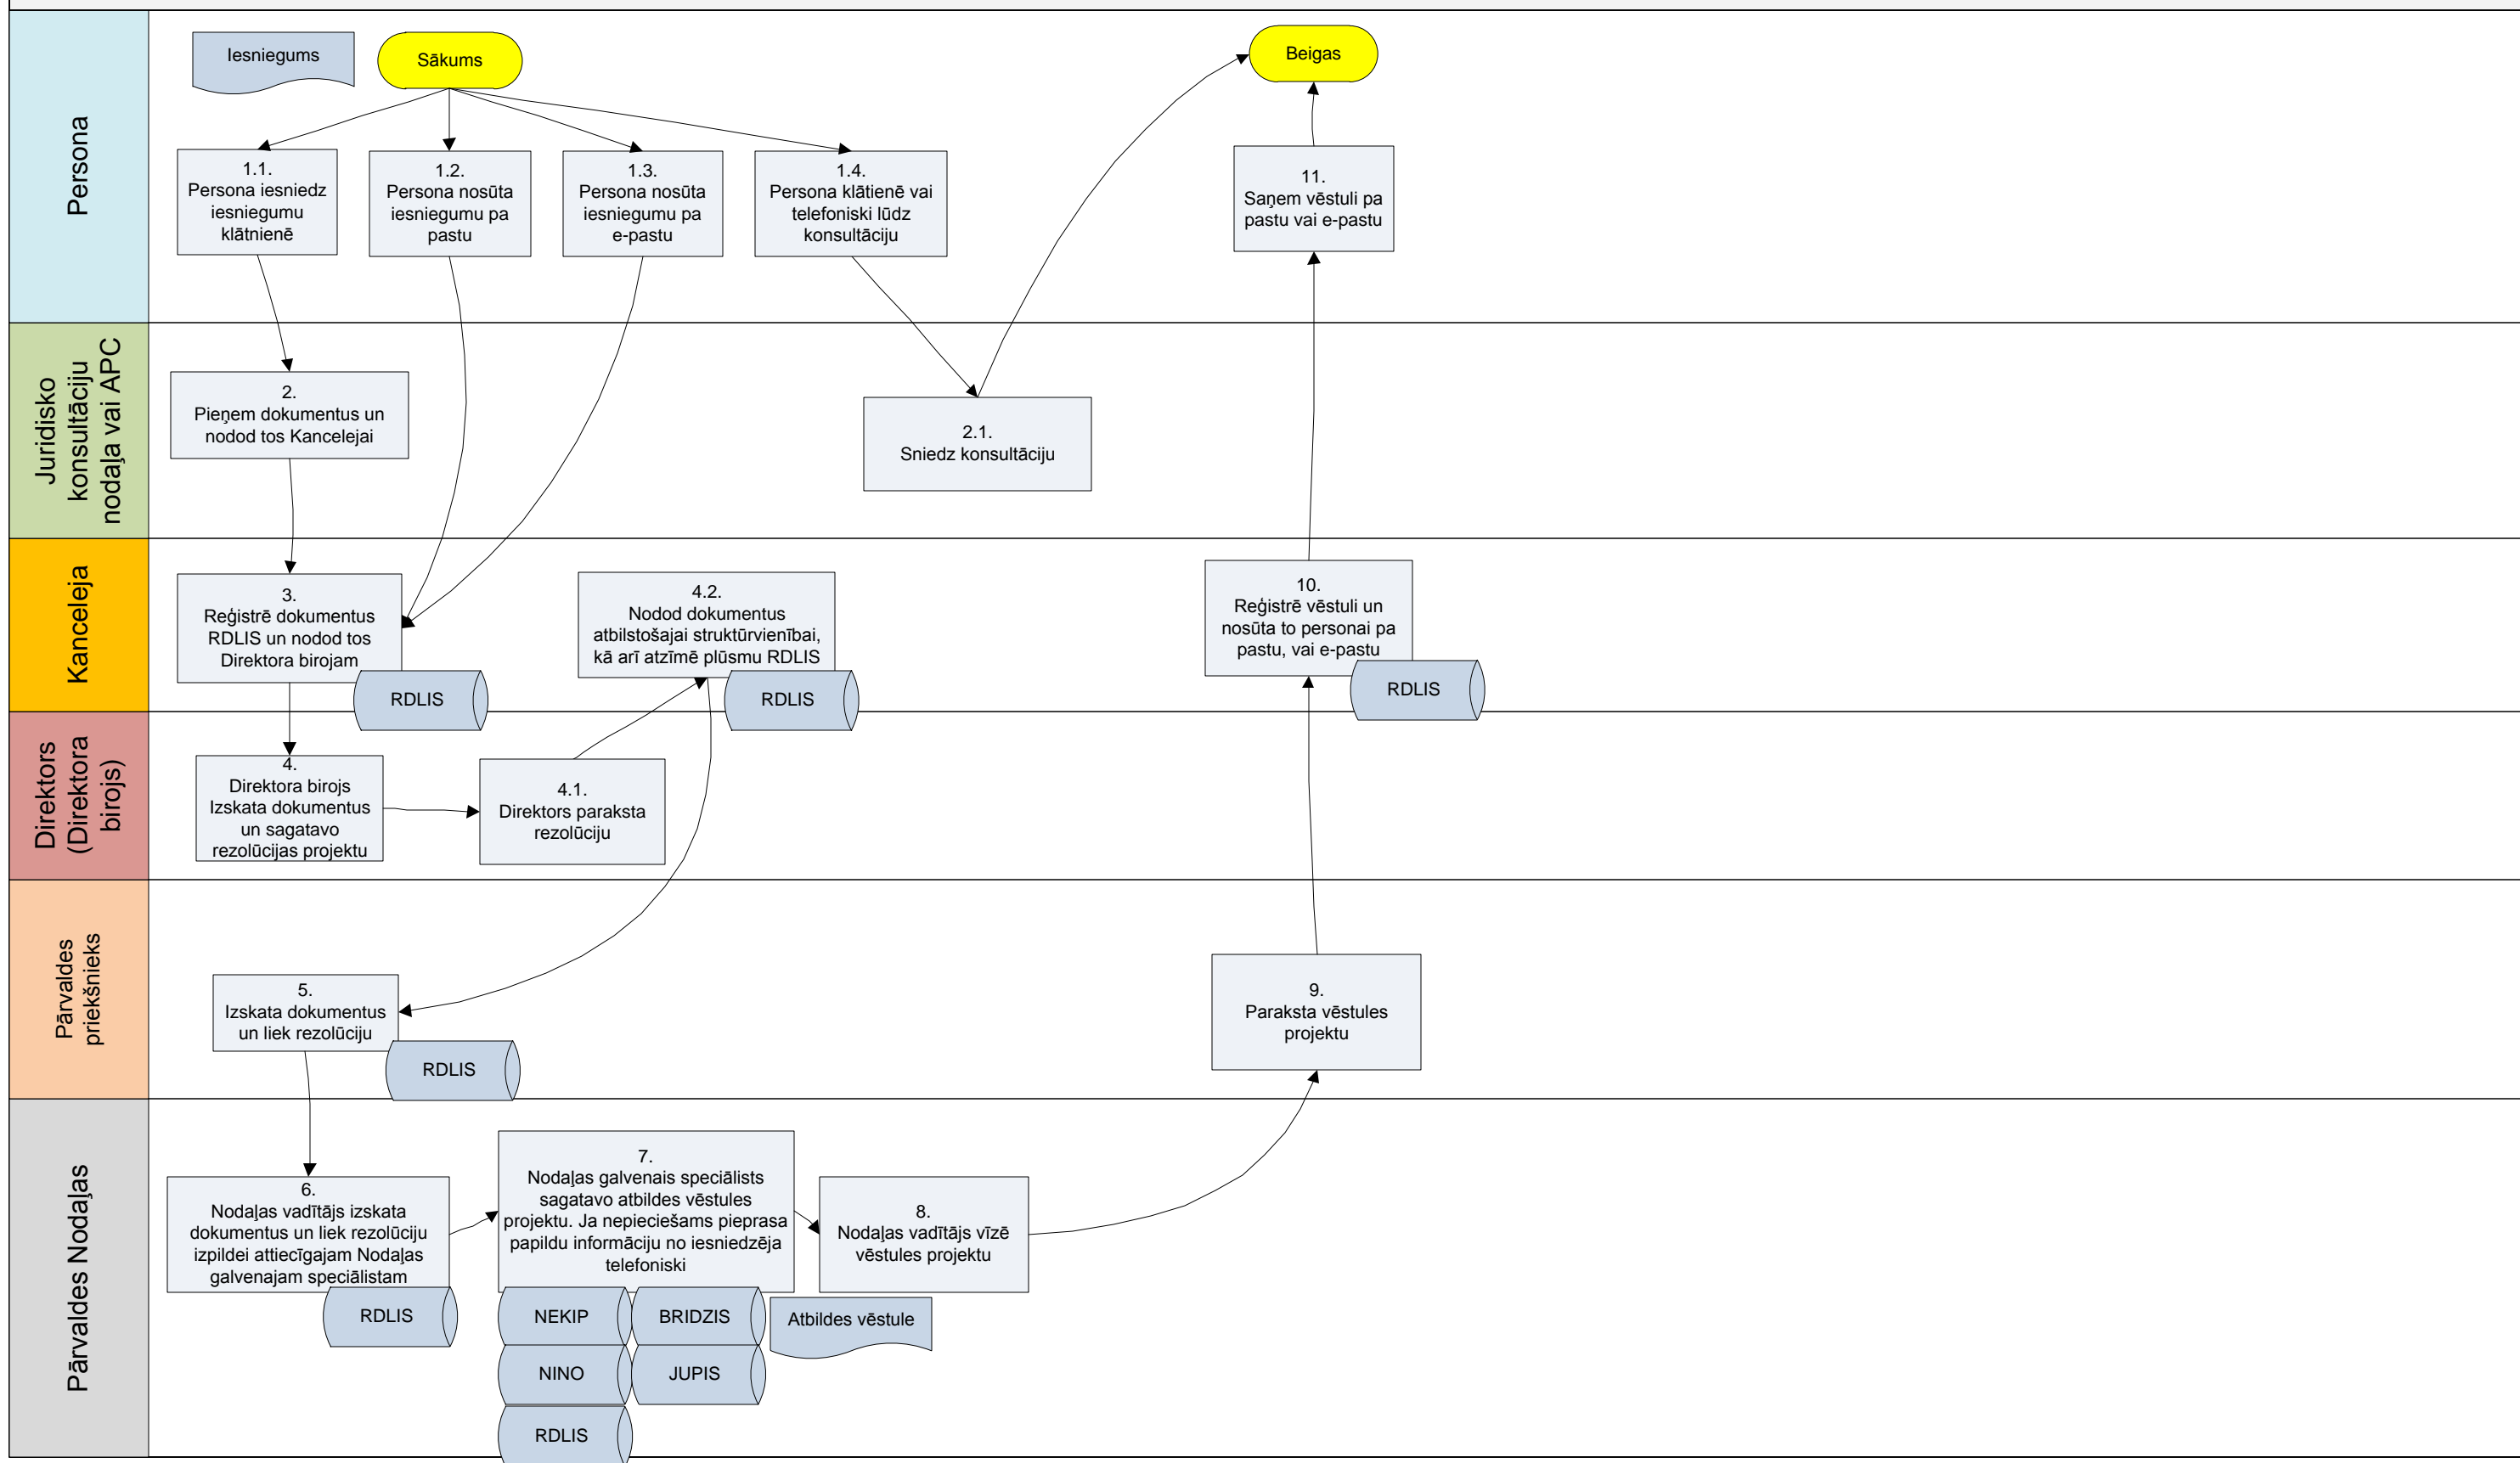 Persona
Iesniegums
Sākums
Beigas
1.1.
Persona iesniedz
iesniegumu
klātnienē
1.2.
Persona nosūta
iesniegumu pa
pastu
1.3.
Persona nosūta
iesniegumu pa
e-pastu
1.4.
Persona klātienē vai
telefoniski lūdz
konsultāciju
11.
Saņem vēstuli pa
pastu vai e-pastu
Juridisko
konsultāciju
nodaļa vai APC
2.
Pieņem dokumentus un
nodod tos Kancelejai
2.1.
Sniedz konsultāciju
Kanceleja
3.
Reģistrē dokumentus
RDLIS un nodod tos
Direktora birojam
RDLIS
4.2.
Nodod dokumentus
atbilstošajai struktūrvienībai,
kā arī atzīmē plūsmu RDLIS
RDLIS
10.
Reģistrē vēstuli un
nosūta to personai pa
pastu, vai e-pastu
RDLIS
Direktors
(Direktora
birojs)
4.
Direktora birojs
Izskata dokumentus
un sagatavo
rezolūcijas projektu
4.1.
Direktors paraksta
rezolūciju
Pārvaldes
priekšnieks
5.
Izskata dokumentus
un liek rezolūciju
RDLIS
9.
Paraksta vēstules
projektu
Pārvaldes Nodaļas
6.
Nodaļas vadītājs izskata
dokumentus un liek rezolūciju
izpildei attiecīgajam Nodaļas
galvenajam speciālistam
RDLIS
7.
Nodaļas galvenais speciālists
sagatavo atbildes vēstules
projektu. Ja nepieciešams pieprasa
papildu informāciju no iesniedzēja
telefoniski
NEKIP
BRIDZIS
NINO
JUPIS
RDLIS
8.
Nodaļas vadītājs vīzē
vēstules projektu
Atbildes vēstule